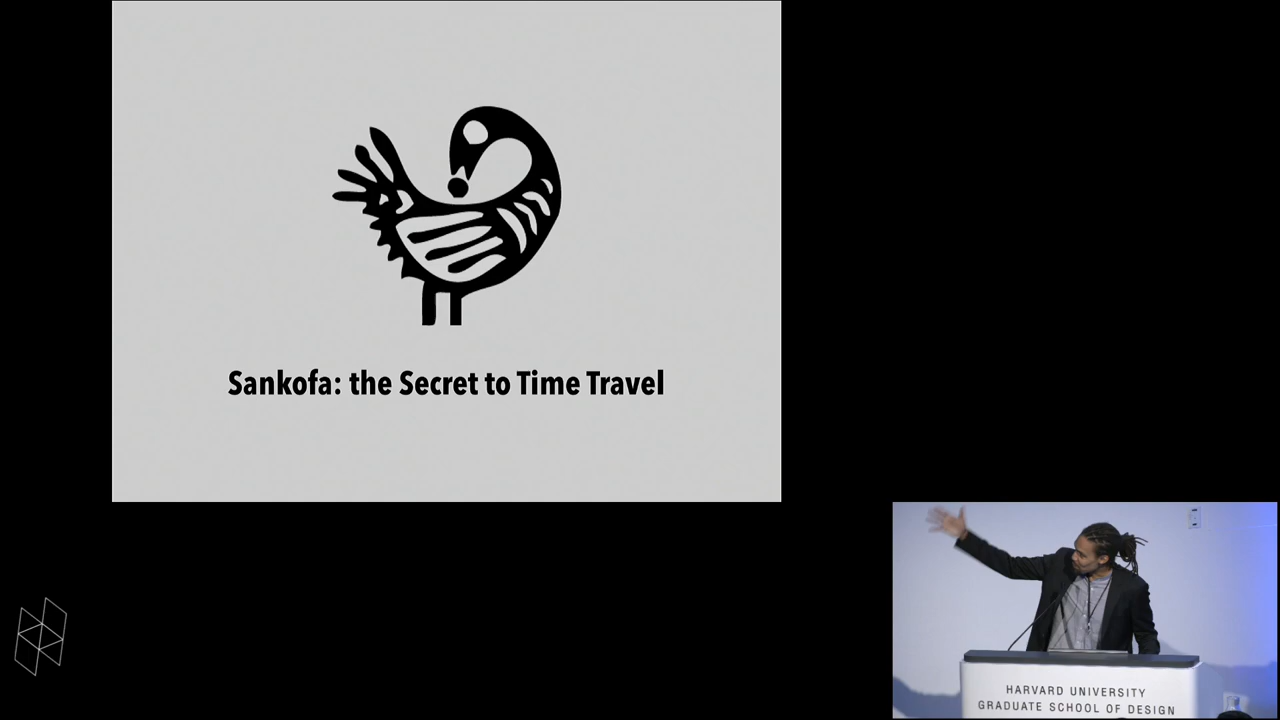 Sankofa: the Secret to Time Travel
HARVARD UNIVERSITY
GRADUATE SCHOOL OF DESIGN